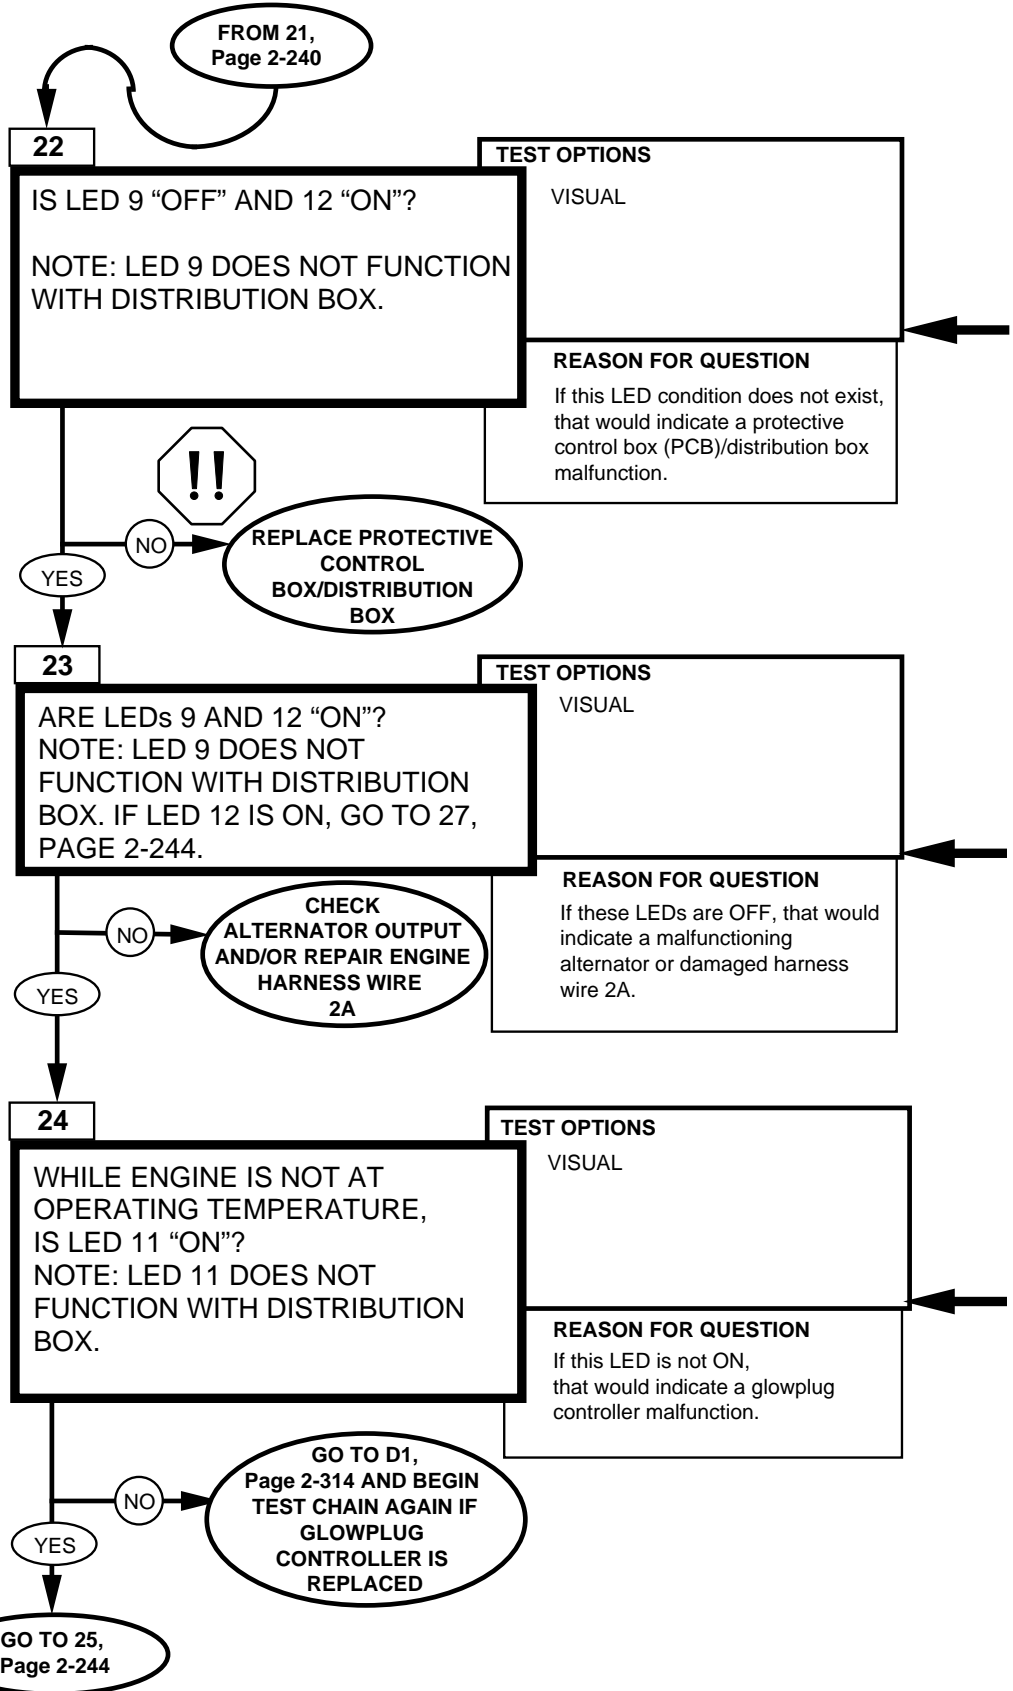 FROM 21,
Page 2-240
22
IS LED 9 “OFF” AND 12 “ON”?
NOTE: LED 9 DOES NOT FUNCTION
WITH DISTRIBUTION BOX.
TEST OPTIONS
VISUAL
REASON FOR QUESTION
If this LED condition does not exist,
that would indicate a protective
control box (PCB)/distribution box
malfunction.
!!
NO
REPLACE PROTECTIVE
CONTROL
BOX/DISTRIBUTION
BOX
YES
23
ARE LEDs 9 AND 12 “ON”?
NOTE: LED 9 DOES NOT
FUNCTION WITH DISTRIBUTION
BOX. IF LED 12 IS ON, GO TO 27,
PAGE 2-244.
TEST OPTIONS
VISUAL
REASON FOR QUESTION
If these LEDs are OFF, that would
indicate a malfunctioning
alternator or damaged harness
wire 2A.
NO
CHECK
ALTERNATOR OUTPUT
AND/OR REPAIR ENGINE
HARNESS WIRE
2A
YES
24
WHILE ENGINE IS NOT AT
OPERATING TEMPERATURE,
IS LED 11 “ON”?
NOTE: LED 11 DOES NOT
FUNCTION WITH DISTRIBUTION
BOX.
TEST OPTIONS
VISUAL
REASON FOR QUESTION
If this LED is not ON,
that would indicate a glowplug
controller malfunction.
NO
GO TO D1,
Page 2-314 AND BEGIN
TEST CHAIN AGAIN IF
GLOWPLUG
CONTROLLER IS
REPLACED
YES
GO TO 25,
Page 2-244